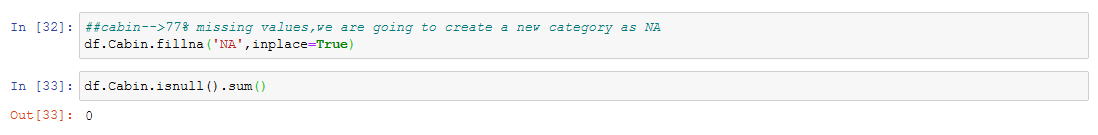 In [32]: ##cabin-->77% missing values,we are going to create a new category as NA
df.Cabin.fillna('NA',inplace=True)
In [33]: df.Cabin.isnull().sum()
Out[33]: 0